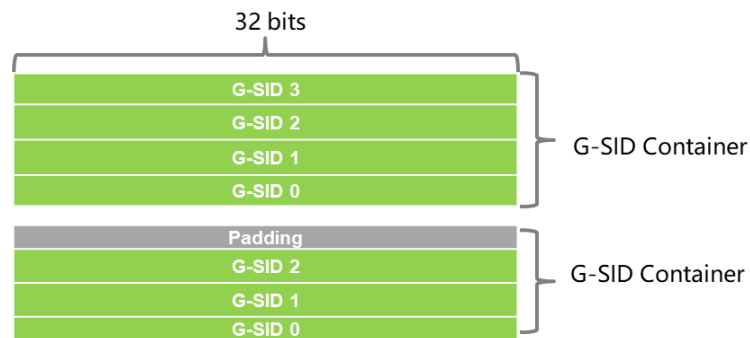 32 bits
G-SID 3
G-SID 2
G-SID 1
G-SID 0
G-SID Container
Padding
G-SID 2
G-SID 1
G-SID 0
G-SID Container